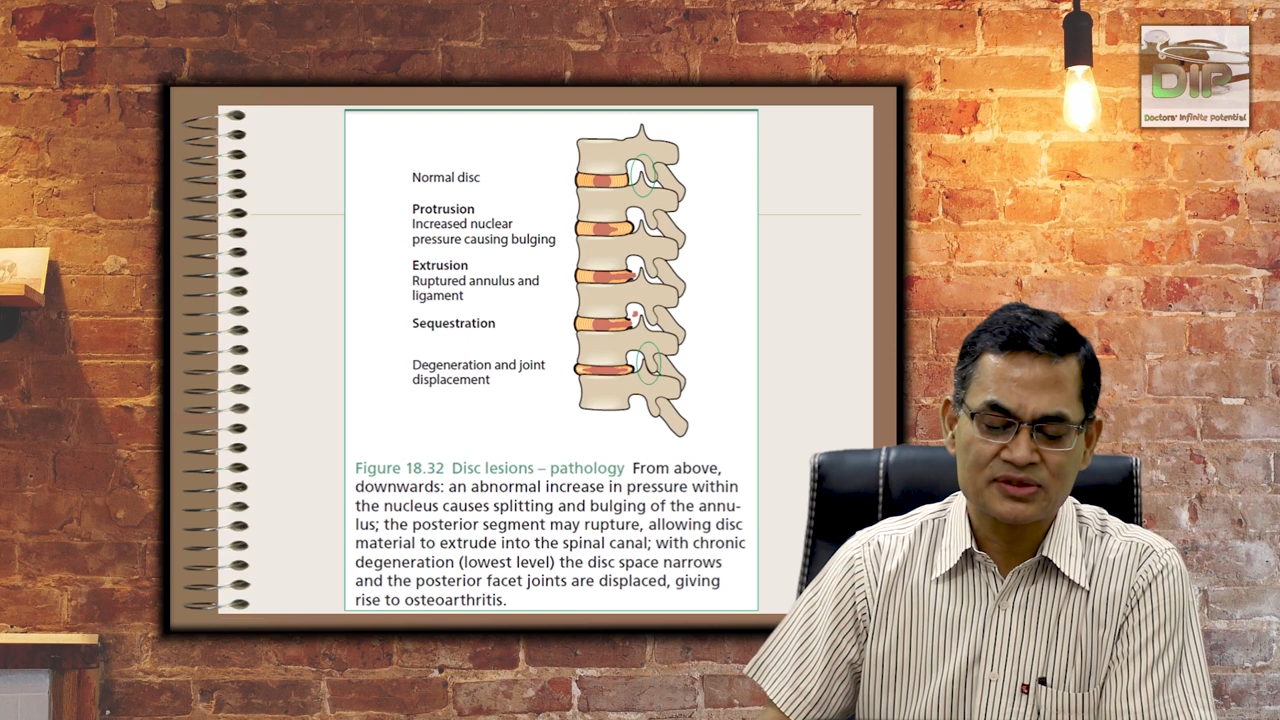 DIP
Doctors' Infinite Potential
Normal disc
Protrusion
Increased nuclear
pressure causing bulging
Extrusion
Ruptured annulus and
ligament
Sequestration
Degeneration and joint
displacement
Figure 18.32 Disc lesions – pathology From above,
downwards: an abnormal increase in pressure within
the nucleus causes splitting and bulging of the annu-
lus; the posterior segment may rupture, allowing disc
material to extrude into the spinal canal; with chronic
degeneration (lowest level) the disc space narrows
and the posterior facet joints are displaced, giving
rise to osteoarthritis.